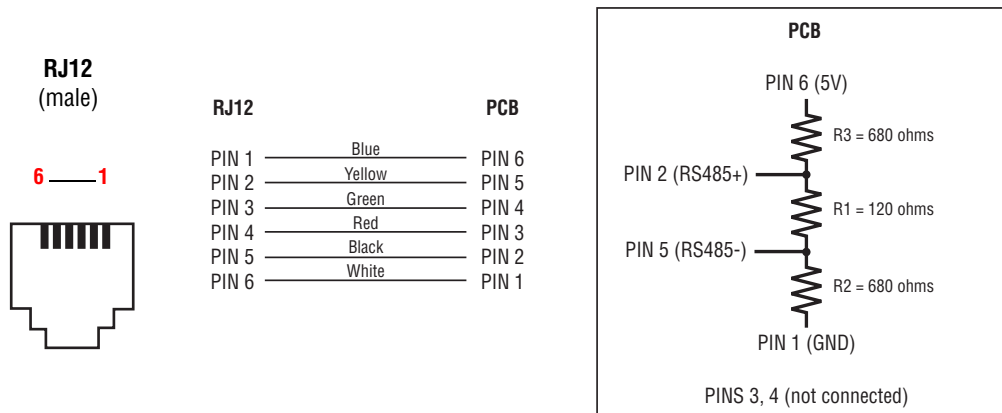 RJ12
(male)
6 1
RJ12 PCB
PIN 1 Blue PIN 6
PIN 2 Yellow PIN 5
PIN 3 Green PIN 4
PIN 4 Red PIN 3
PIN 5 Black PIN 2
PIN 6 White PIN 1
PCB
PIN 6 (5V)
R3 = 680 ohms
PIN 2 (RS485+)
R1 = 120 ohms
PIN 5 (RS485-)
R2 = 680 ohms
PIN 1 (GND)
PINS 3, 4 (not connected)